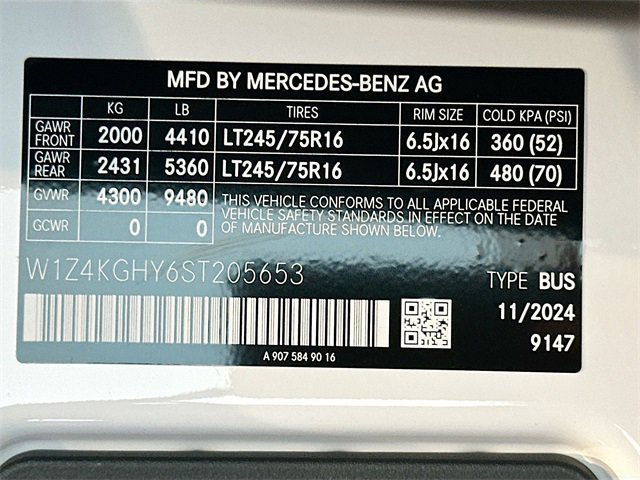 MFD BY MERCEDES-BENZ AG
KG LB TIRES RIM SIZE COLD KPA (PSI)
GAWR FRONT 2000 4410 LT245/75R16 6.5Jx16 360 (52)
GAWR REAR 2431 5360 LT245/75R16 6.5Jx16 480 (70)
GVWR 4300 9480
GCWR 0 0
THIS VEHICLE CONFORMS TO ALL APPLICABLE FEDERAL
VEHICLE SAFETY STANDARDS IN EFFECT ON THE DATE
OF MANUFACTURE SHOWN ABOVE.
W1Z4KGHY6ST205653
TYPE BUS
11/2024
9147
A 907 584 90 16